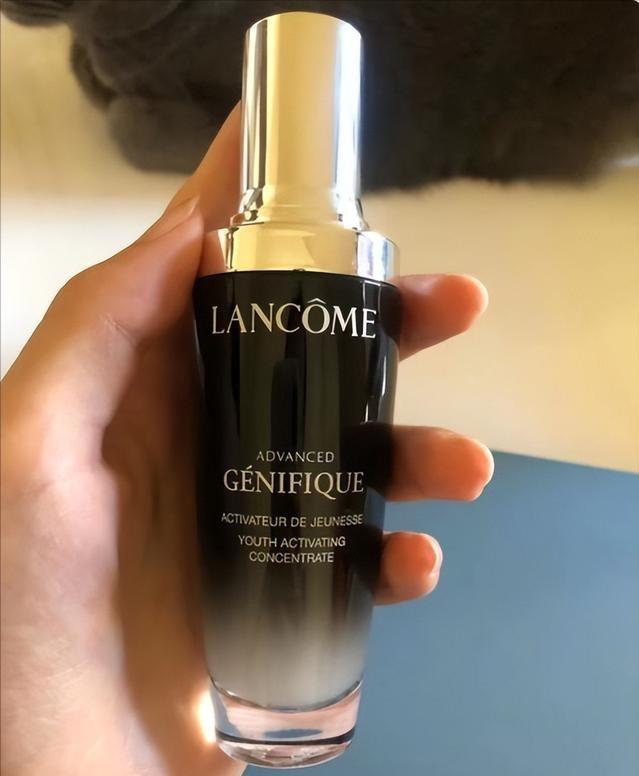 LANCÔME
ADVANCED
GÉNIFIQUE
ACTIVATEUR DE JEUNESSE
YOUTH ACTIVATING
CONCENTRATE